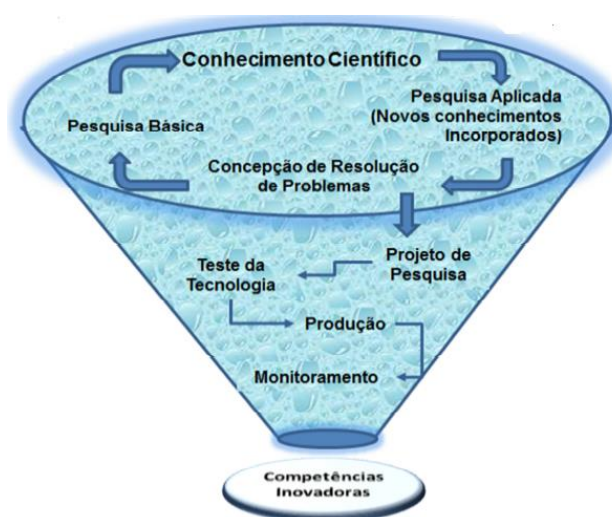 Conhecimento Científico
Pesquisa Aplicada
(Novos conhecimentos
Incorporados)
Pesquisa Básica
Concepção de Resolução
de Problemas
Projeto de
Pesquisa
Teste da
Tecnologia
Produção
Monitoramento
Competências
Inovadoras